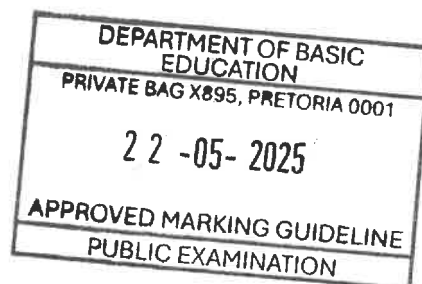 DEPARTMENT OF BASIC
EDUCATION
PRIVATE BAG X895, PRETORIA 0001
22 -05- 2025
APPROVED MARKING GUIDELINE
PUBLIC EXAMINATION